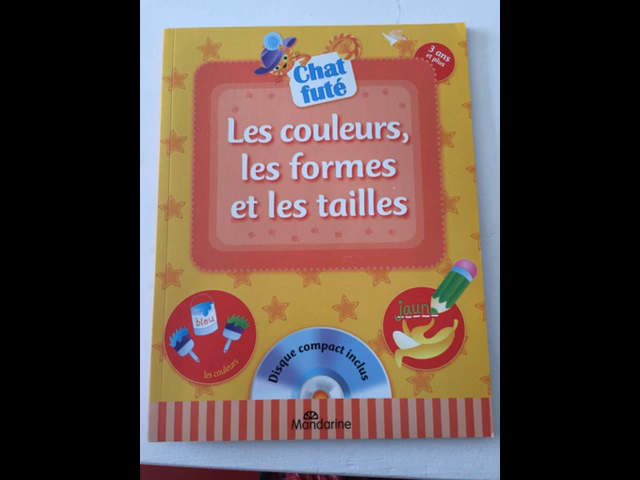 3 ans
et plus
Chat
futé
Les couleurs,
les formes
et les tailles
bleu
les couleurs
jaune
Disque compact inclus
Mandarine